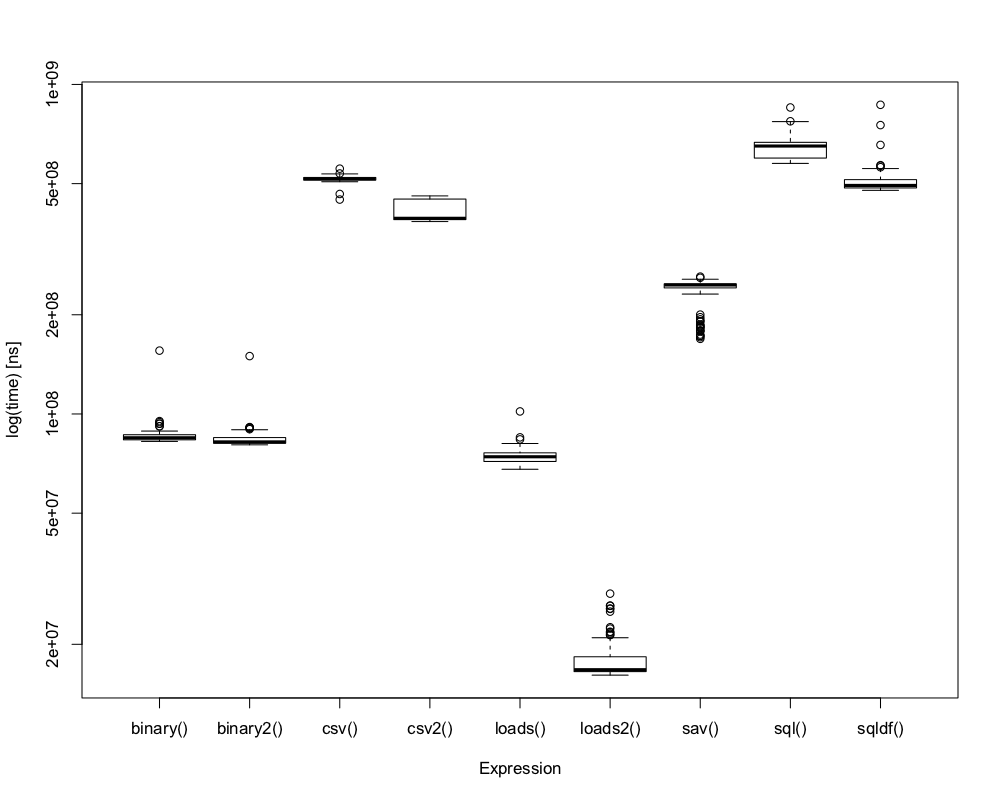 log(time) [ns]
1e+09
5e+08
2e+08
1e+08
5e+07
2e+07
binary() binary2() csv() csv2() loads() loads2() sav() sql() sqldf()
Expression